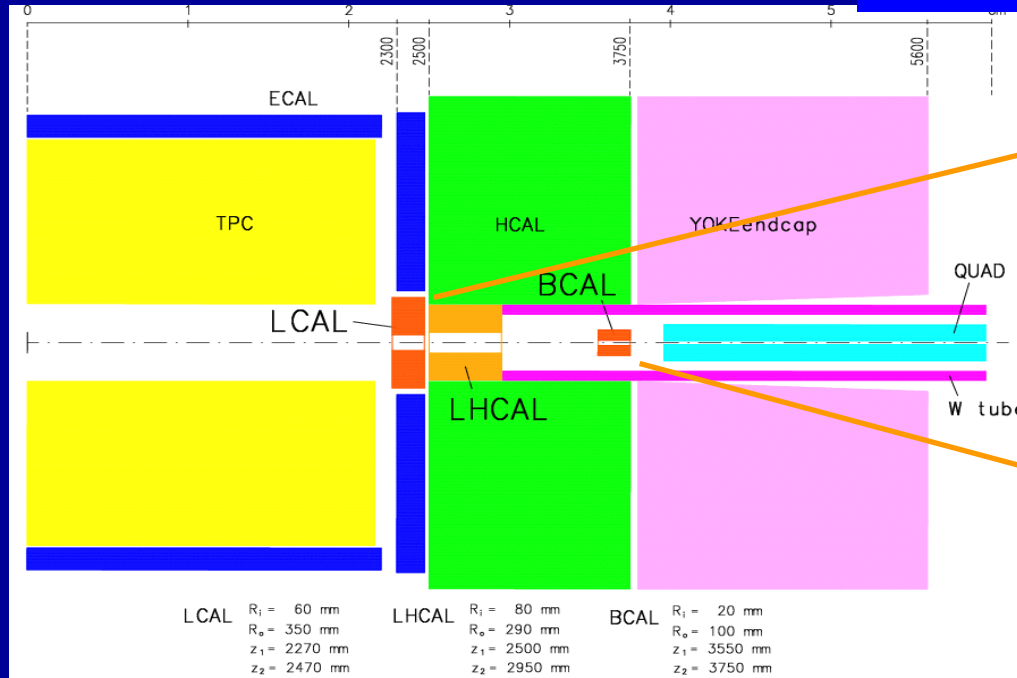 0 1 2 3 4 5
2300 2500 3750 5600
ECAL
TPC HCAL YOKEendcap
QUAD
BCAL
LCAL
LHCAL
W tube
LCAL LHCAL BCAL
Rᵢ = 60 mm Rᵢ = 80 mm Rᵢ = 20 mm
Rₒ = 350 mm Rₒ = 290 mm Rₒ = 100 mm
z₁ = 2270 mm z₁ = 2500 mm z₁ = 3550 mm
z₂ = 2470 mm z₂ = 2950 mm z₂ = 3750 mm